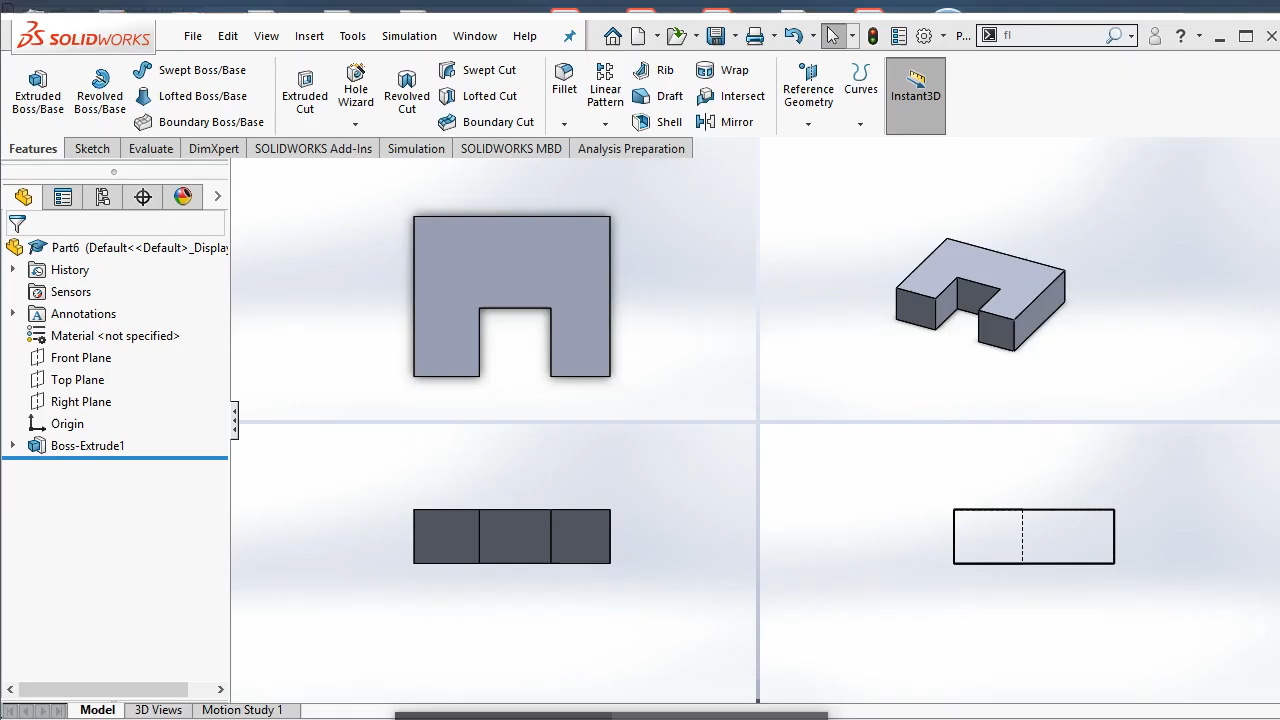 SOLIDWORKS File Edit View Insert Tools Simulation Window Help P... fl ?
Extruded Boss/Base
Revolved Boss/Base
Swept Boss/Base
Lofted Boss/Base
Boundary Boss/Base
Extruded Cut
Hole Wizard
Revolved Cut
Swept Cut
Lofted Cut
Boundary Cut
Fillet
Linear Pattern
Rib
Draft
Shell
Wrap
Intersect
Mirror
Reference Geometry
Curves
Instant3D
Features Sketch Evaluate DimXpert SOLIDWORKS Add-Ins Simulation SOLIDWORKS MBD Analysis Preparation
Part6 (Default<<Default>_Display
History
Sensors
Annotations
Material <not specified>
Front Plane
Top Plane
Right Plane
Origin
Boss-Extrude1
Model 3D Views Motion Study 1